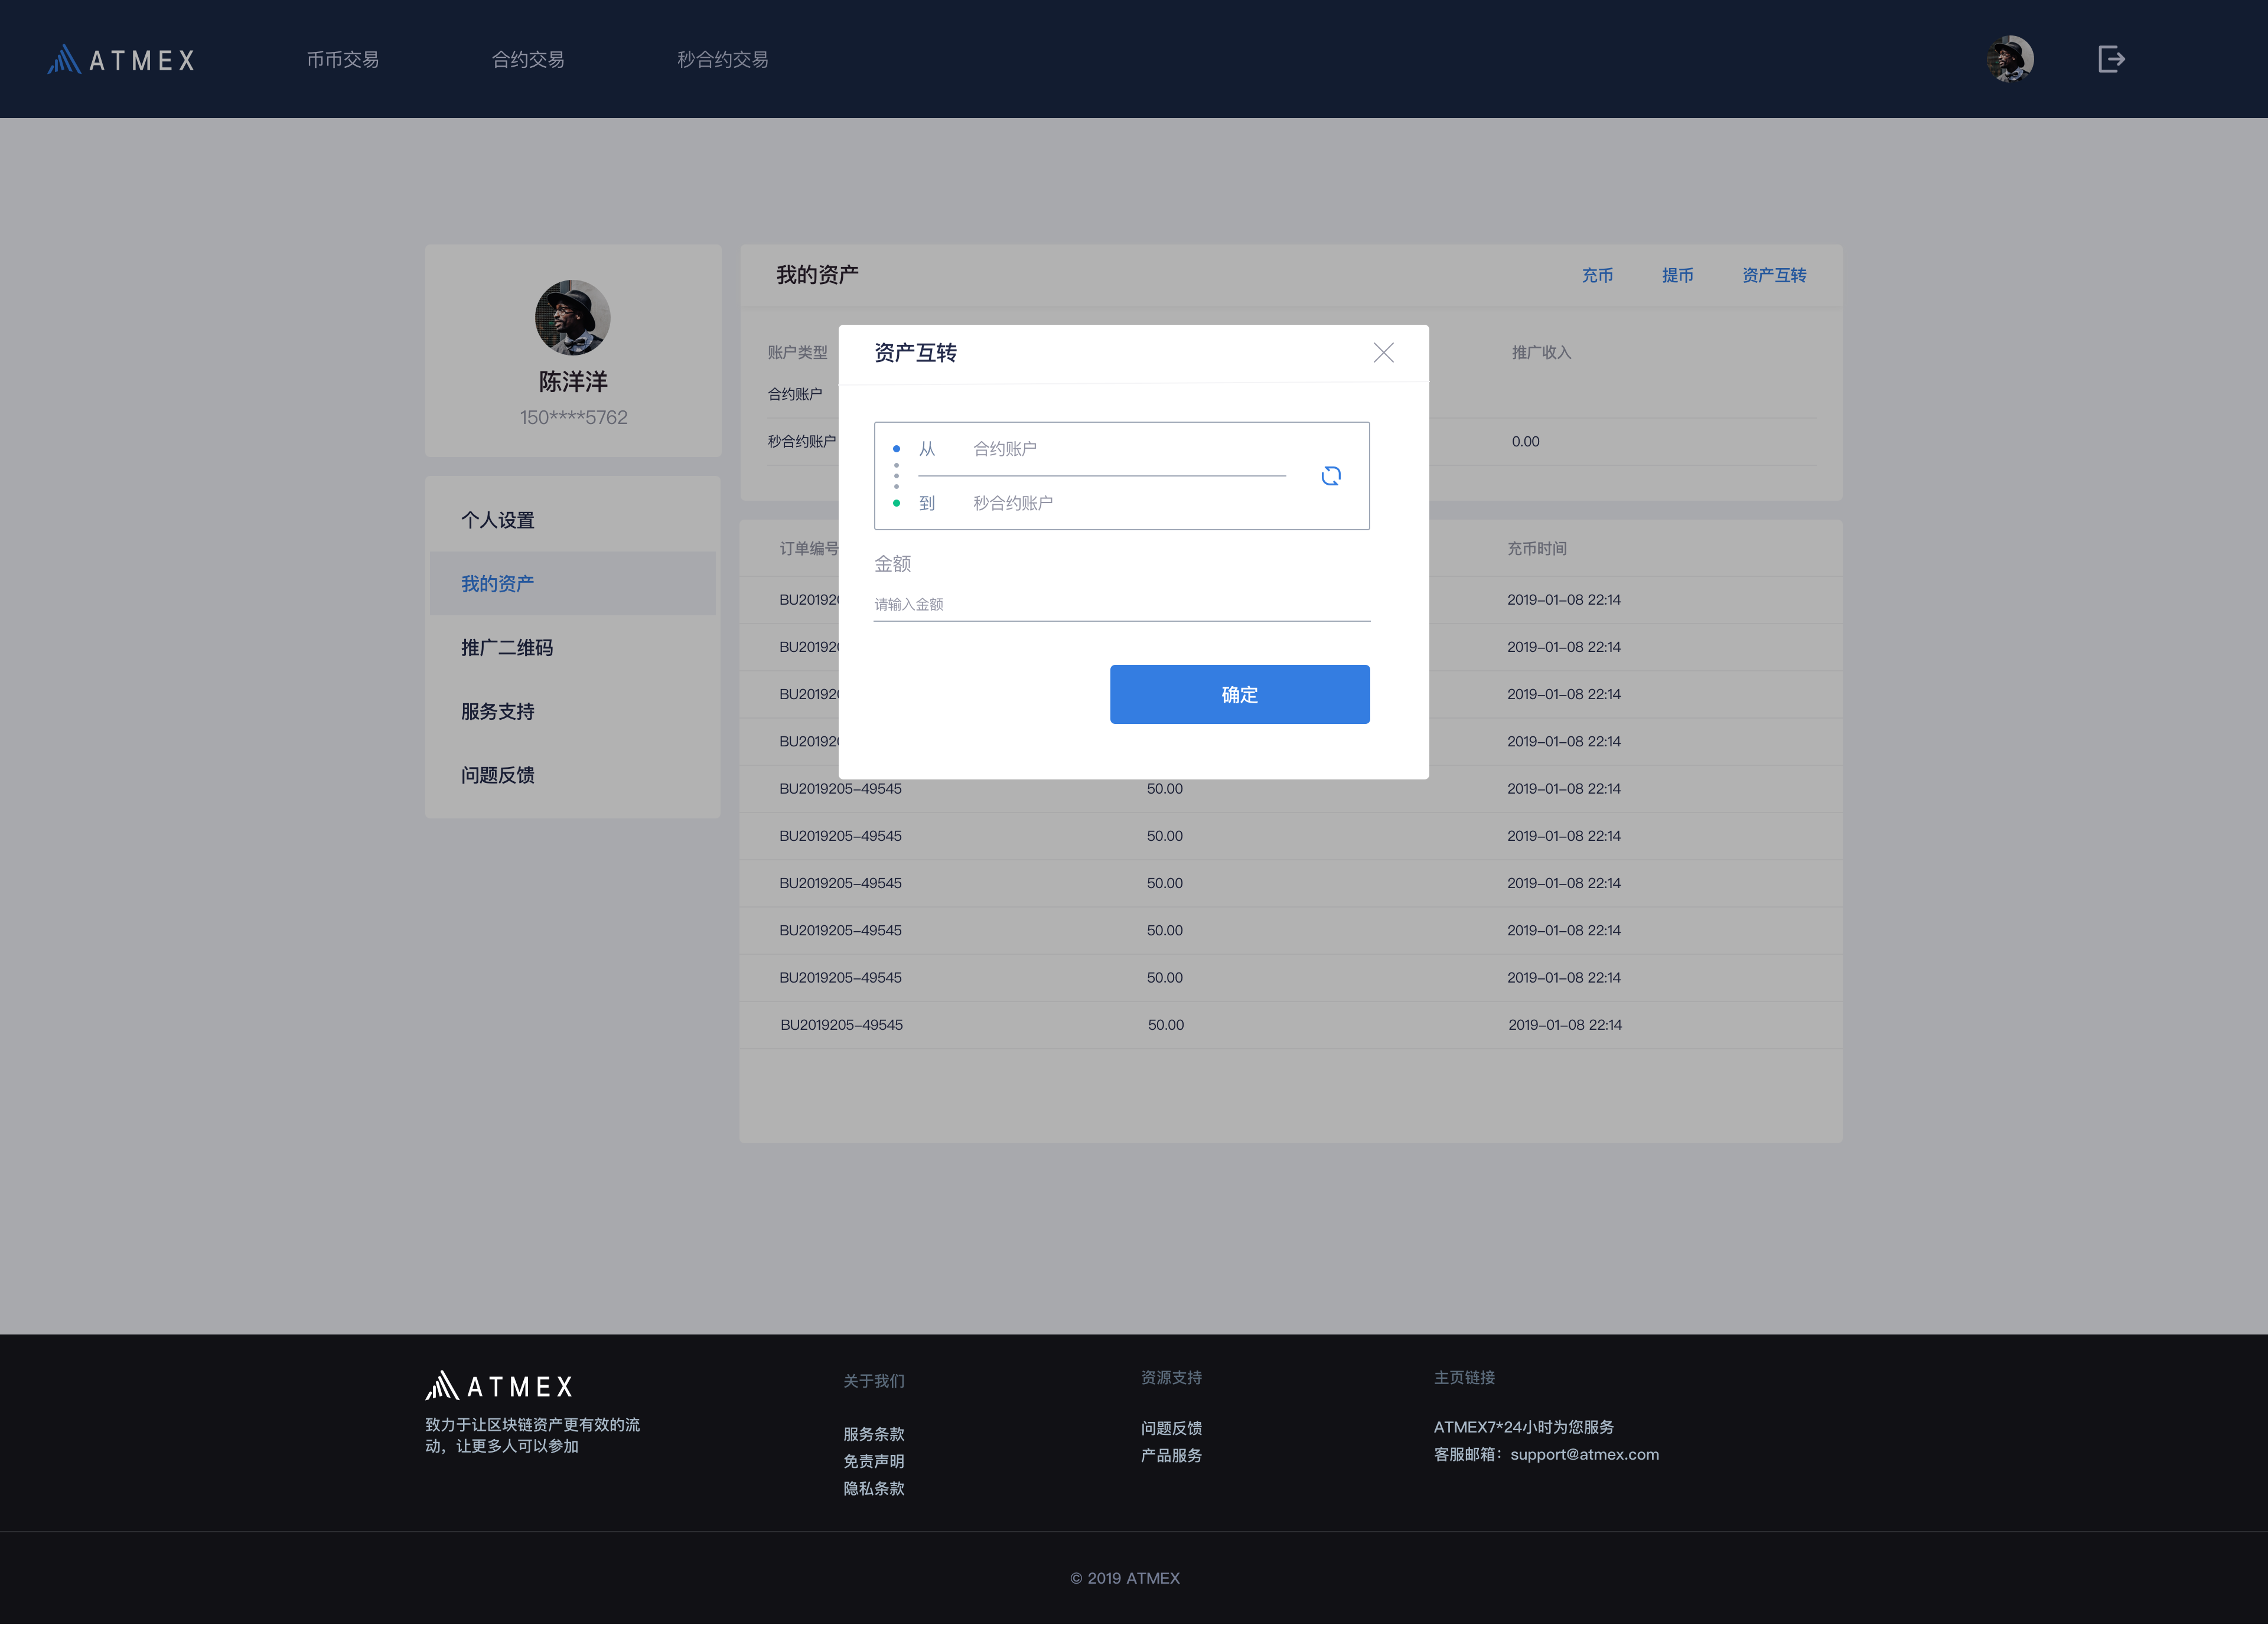 ATMEX
币币交易
合约交易
秒合约交易
陈洋洋
150****5762
个人设置
我的资产
推广二维码
服务支持
问题反馈
我的资产
充币
提币
资产互转
账户类型
推广收入
合约账户
秒合约账户
0.00
资产互转
从
合约账户
到
秒合约账户
金额
请输入金额
确定
订单编号
充币时间
BU20192
2019-01-08 22:14
BU20192
2019-01-08 22:14
BU20192
2019-01-08 22:14
BU20192
2019-01-08 22:14
BU2019205-49545
50.00
2019-01-08 22:14
BU2019205-49545
50.00
2019-01-08 22:14
BU2019205-49545
50.00
2019-01-08 22:14
BU2019205-49545
50.00
2019-01-08 22:14
BU2019205-49545
50.00
2019-01-08 22:14
BU2019205-49545
50.00
2019-01-08 22:14
ATMEX
致力于让区块链资产更有效的流
动，让更多人可以参加
关于我们
服务条款
免责声明
隐私条款
资源支持
问题反馈
产品服务
主页链接
ATMEX7*24小时为您服务
客服邮箱：support@atmex.com
© 2019 ATMEX